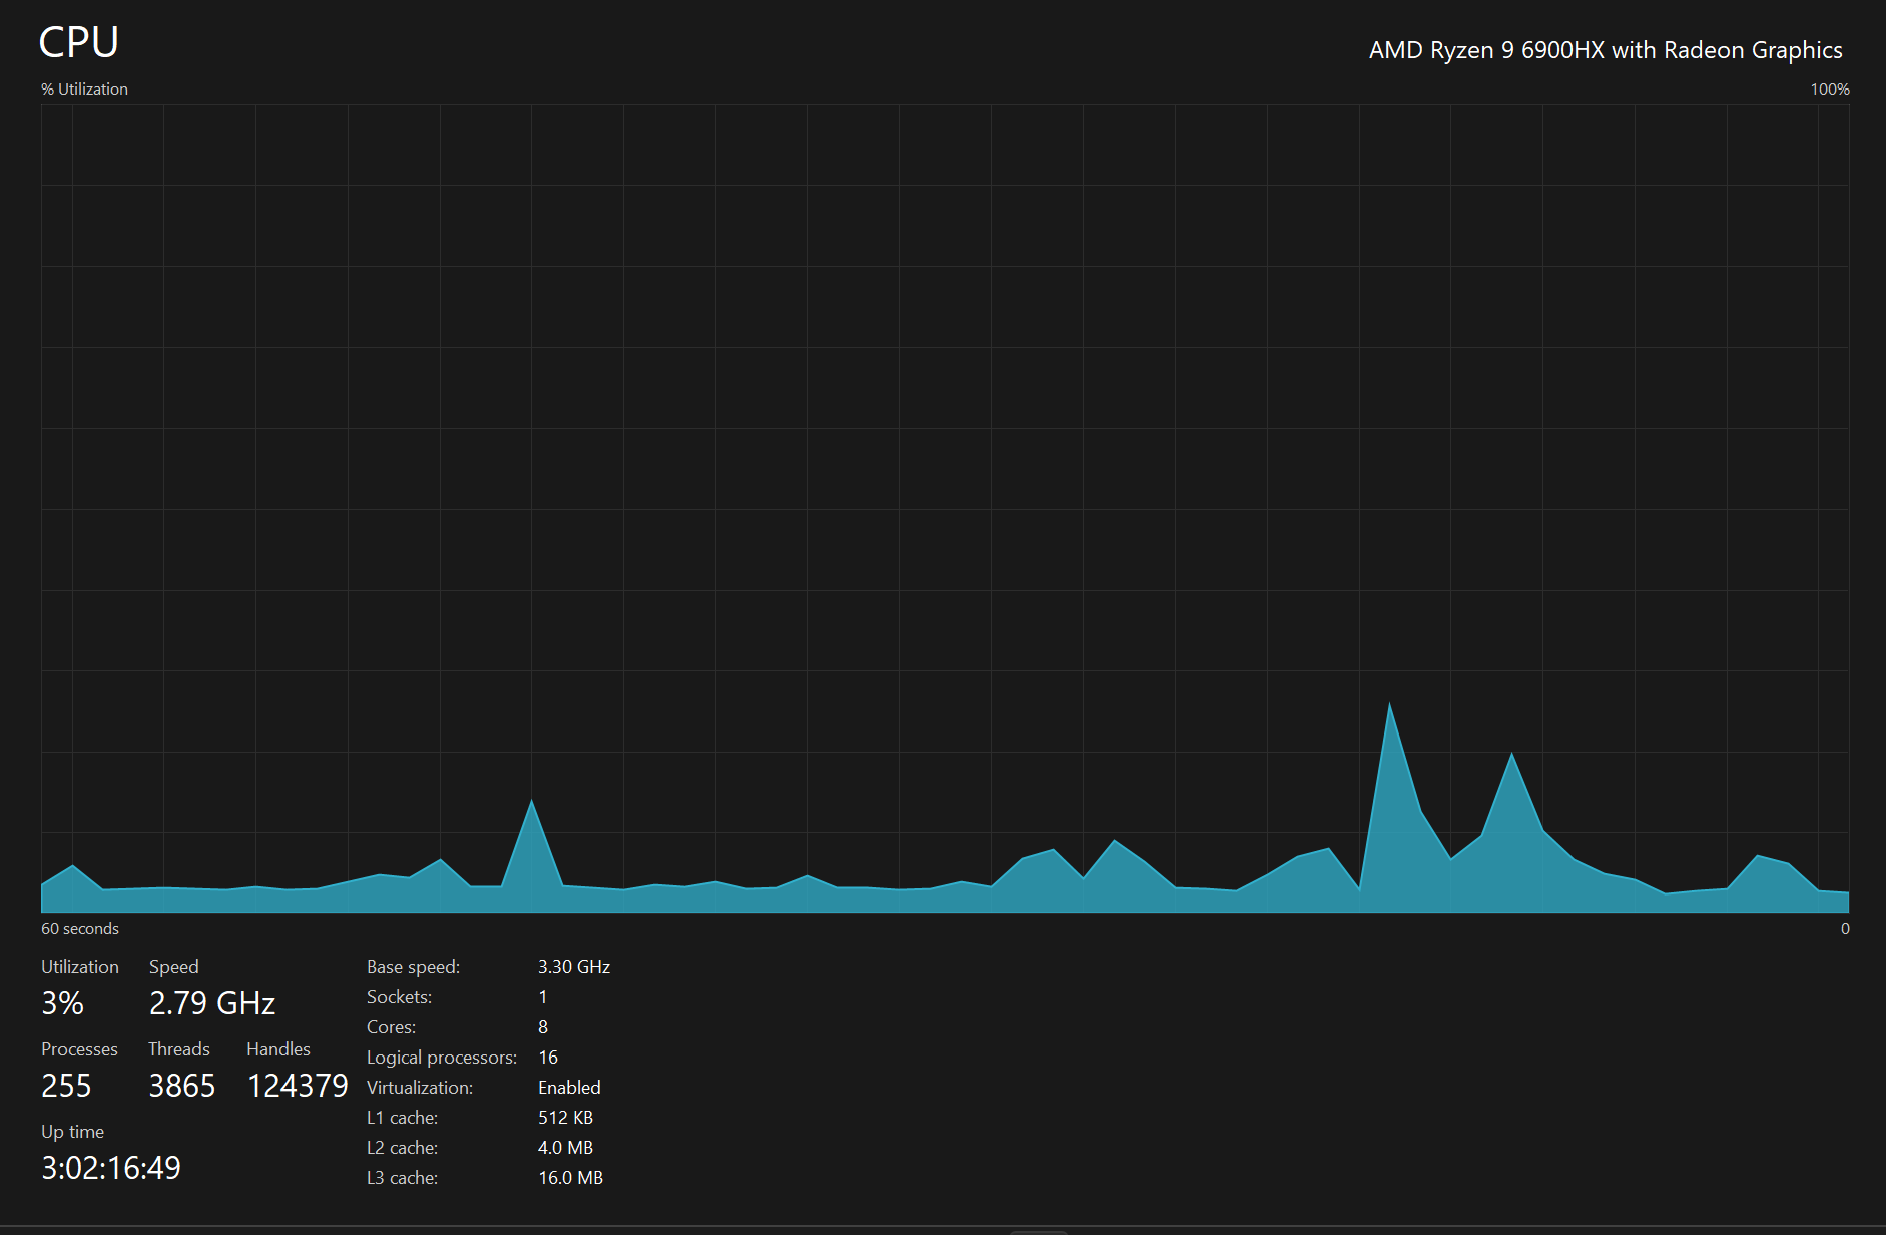 CPU
AMD Ryzen 9 6900HX with Radeon Graphics
% Utilization
100%
60 seconds
0
Utilization
3%
Speed
2.79 GHz
Processes
255
Threads
3865
Handles
124379
Up time
3:02:16:49
Base speed: 3.30 GHz
Sockets: 1
Cores: 8
Logical processors: 16
Virtualization: Enabled
L1 cache: 512 KB
L2 cache: 4.0 MB
L3 cache: 16.0 MB